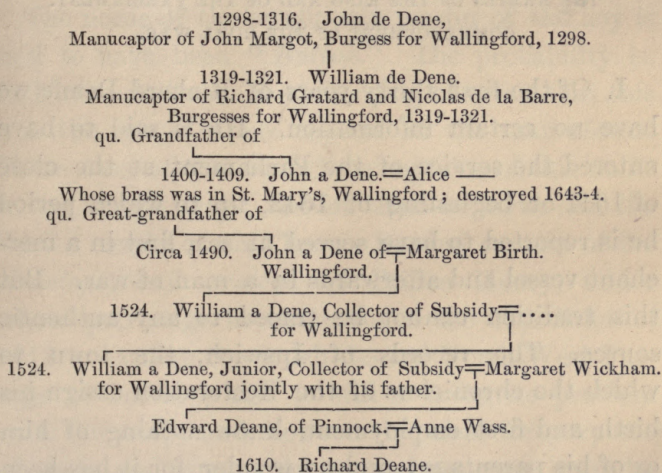 1298-1316. John de Dene,
Manucaptor of John Margot, Burgess for Wallingford, 1298.
1319-1321. William de Dene.
Manucaptor of Richard Gratard and Nicolas de la Barre,
Burgesses for Wallingford, 1319-1321.
qu. Grandfather of
1400-1409. John a Dene.=Alice ——
Whose brass was in St. Mary's, Wallingford; destroyed 1643-4.
qu. Great-grandfather of
Circa 1490. John a Dene of=Margaret Birth.
Wallingford.
1524. William a Dene, Collector of Subsidy=....
for Wallingford.
1524. William a Dene, Junior, Collector of Subsidy=Margaret Wickham.
for Wallingford jointly with his father.
Edward Deane, of Pinnock.=Anne Wass.
1610. Richard Deane.